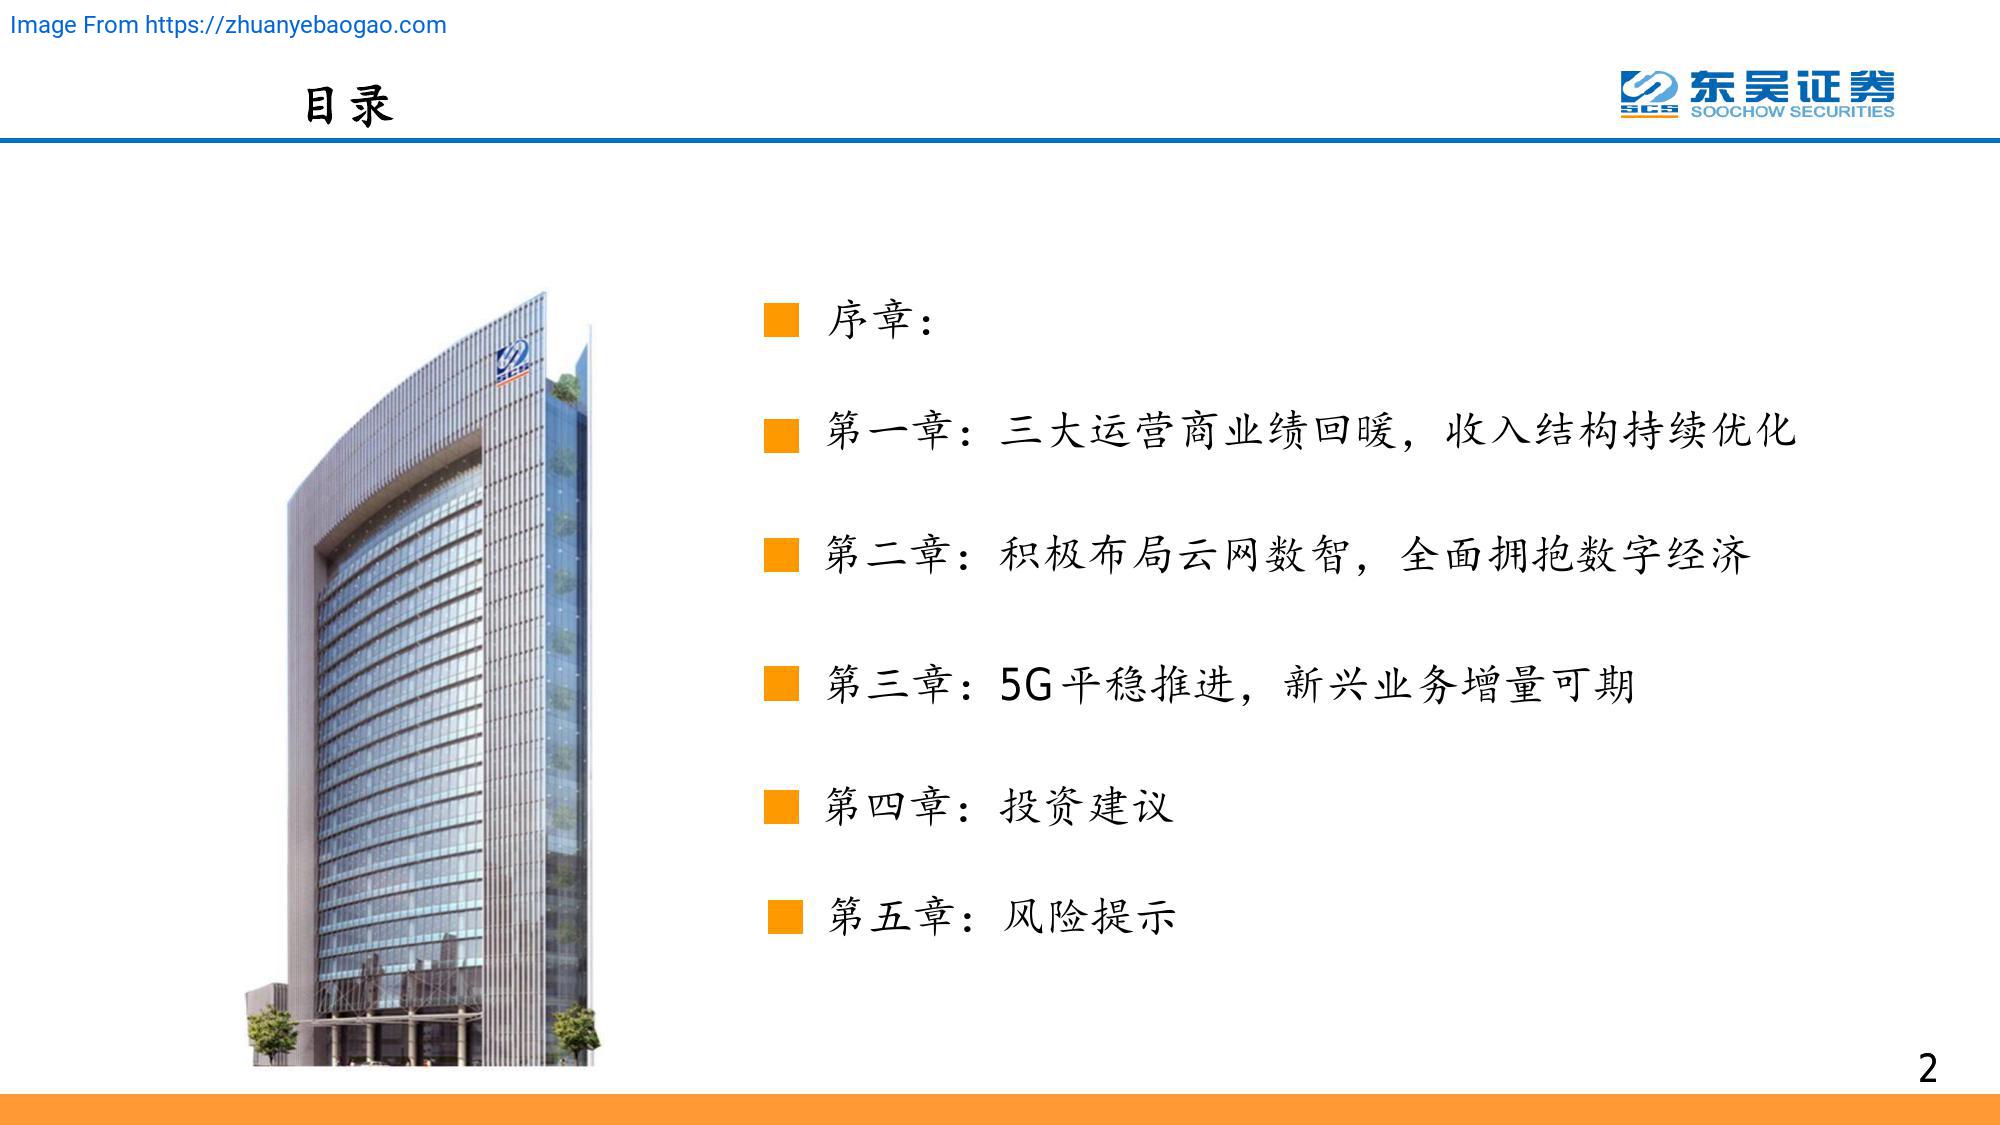 Image From https://zhuanyebaogao.com
目录
SCS
东吴证券
SOOCHOW SECURITIES
SCS
序章：
第一章：三大运营商业绩回暖，收入结构持续优化
第二章：积极布局云网数智，全面拥抱数字经济
第三章：5G平稳推进，新兴业务增量可期
第四章：投资建议
第五章：风险提示
2